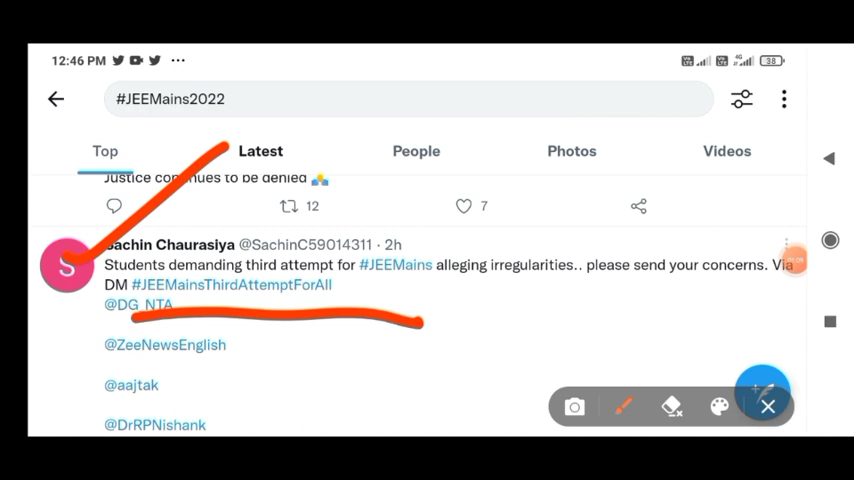 12:46 PM
4G
38
#JEEMains2022
Top
Latest
People
Photos
Videos
Justice continues to be denied
12
7
S
Sachin Chaurasiya @SachinC59014311 · 2h
Students demanding third attempt for #JEEMains alleging irregularities.. please send your concerns. Via
DM #JEEMainsThirdAttemptForAll
@DG_NTA
@ZeeNewsEnglish
@aajtak
@DrRPNishank